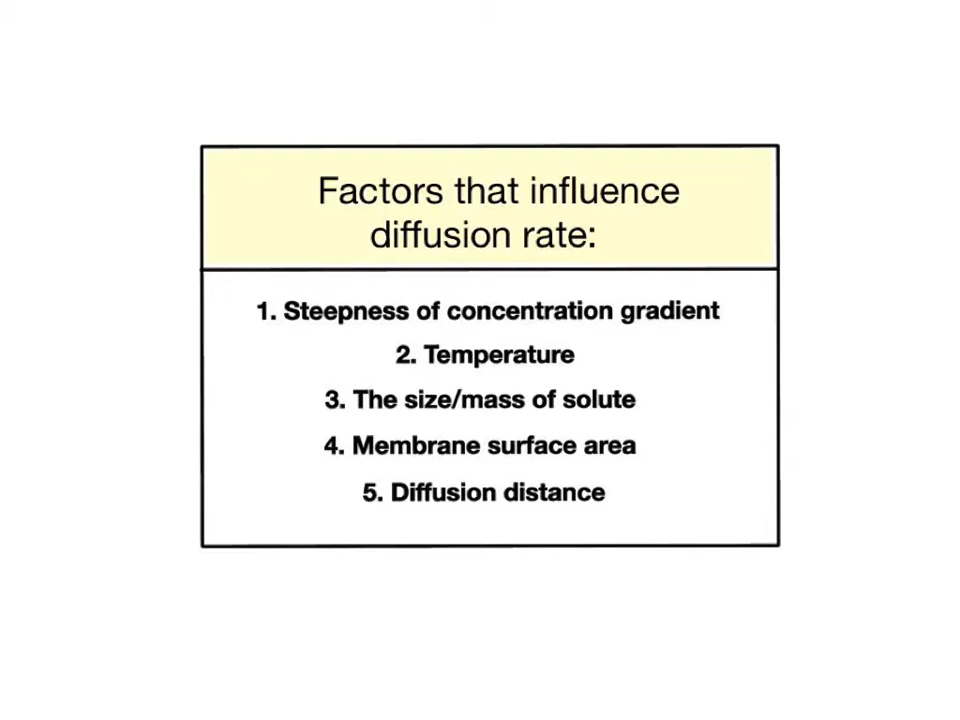 Factors that influence
diffusion rate:
1. Steepness of concentration gradient
2. Temperature
3. The size/mass of solute
4. Membrane surface area
5. Diffusion distance